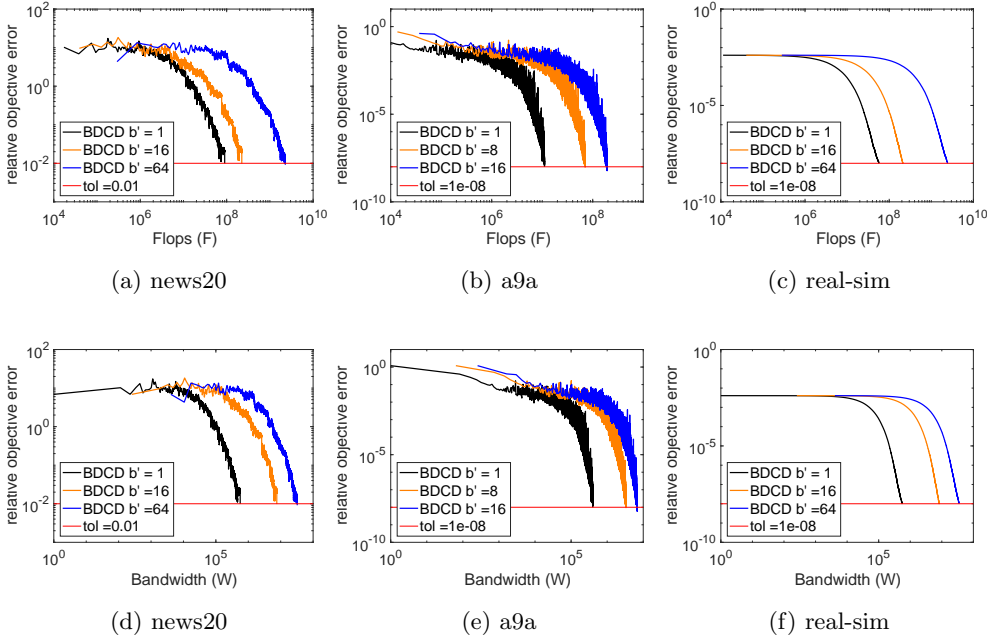 relative objective error
10^2
10^0
10^-2
BDCD b' = 1
BDCD b' = 16
BDCD b' = 64
tol =0.01
10^4
10^6
10^8
10^10
Flops (F)
(a) news20
relative objective error
10^0
10^-5
10^-10
BDCD b' = 1
BDCD b' = 8
BDCD b' = 16
tol =1e-08
10^4
10^6
10^8
Flops (F)
(b) a9a
relative objective error
10^0
10^-5
10^-10
BDCD b' = 1
BDCD b' =16
BDCD b' =64
tol =1e-08
10^4
10^6
10^8
10^10
Flops (F)
(c) real-sim
relative objective error
10^2
10^0
10^-2
10^-4
BDCD b' = 1
BDCD b' =16
BDCD b' =64
tol =0.01
10^0
10^5
Bandwidth (W)
(d) news20
relative objective error
10^0
10^-5
10^-10
BDCD b' = 1
BDCD b' = 8
BDCD b' = 16
tol =1e-08
10^0
10^5
Bandwidth (W)
(e) a9a
relative objective error
10^0
10^-5
10^-10
BDCD b' = 1
BDCD b' =16
BDCD b' =64
tol =1e-08
10^0
10^5
Bandwidth (W)
(f) real-sim